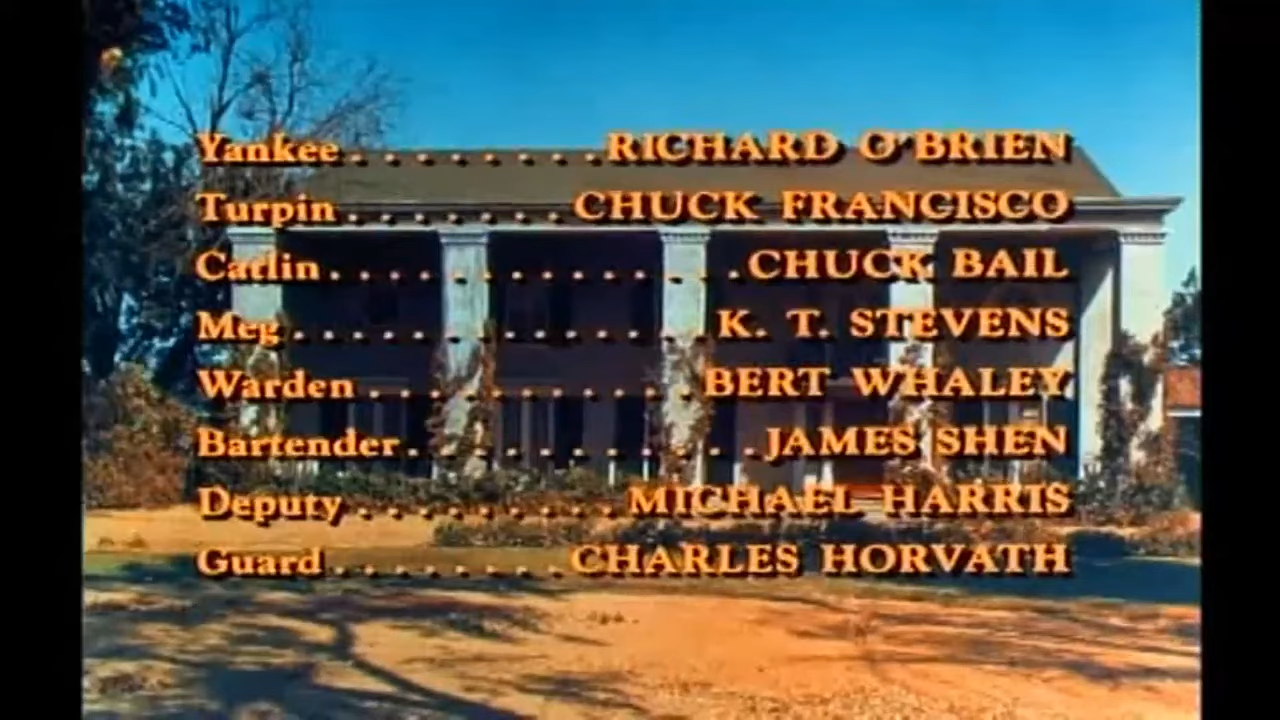 Yankee . . . . . . . . RICHARD O'BRIEN
Turpin . . . . . . . CHUCK FRANCISCO
Catlin . . . . . . . . . . . . . CHUCK BAIL
Meg . . . . . . . . . . . . . K. T. STEVENS
Warden . . . . . . . . . . BERT WHALEY
Bartender . . . . . . . . . . . JAMES SHEN
Deputy . . . . . . . . . MICHAEL HARRIS
Guard . . . . . . . . CHARLES HORVATH